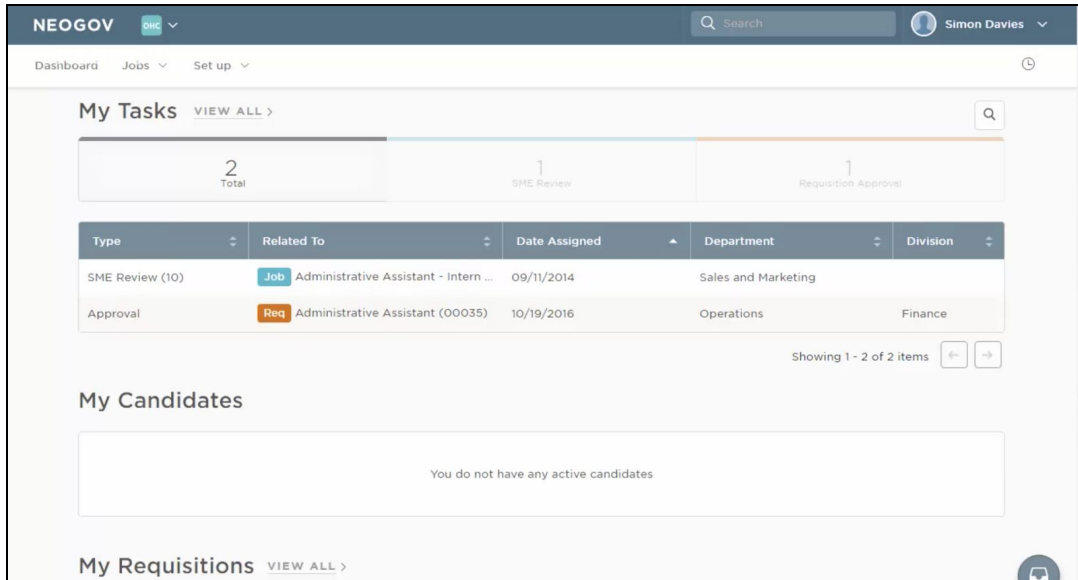 NEOGOV OHC Search Simon Davies
Dashboard Jobs Set up
My Tasks VIEW ALL >
2 1 1
Total SME Review Requisition Approval
Type Related To Date Assigned Department Division
SME Review (10) Job Administrative Assistant - Intern ... 09/11/2014 Sales and Marketing
Approval Req Administrative Assistant (00035) 10/19/2016 Operations Finance
Showing 1 - 2 of 2 items
My Candidates
You do not have any active candidates
My Requisitions VIEW ALL >